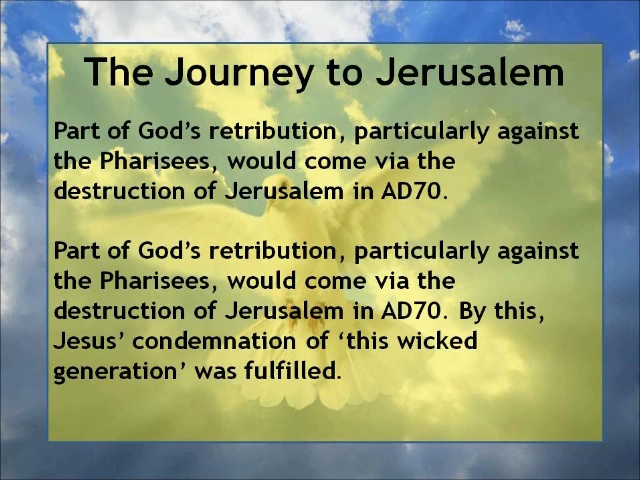 The Journey to Jerusalem
Part of God’s retribution, particularly against
the Pharisees, would come via the
destruction of Jerusalem in AD70.
Part of God’s retribution, particularly against
the Pharisees, would come via the
destruction of Jerusalem in AD70. By this,
Jesus’ condemnation of ‘this wicked
generation’ was fulfilled.